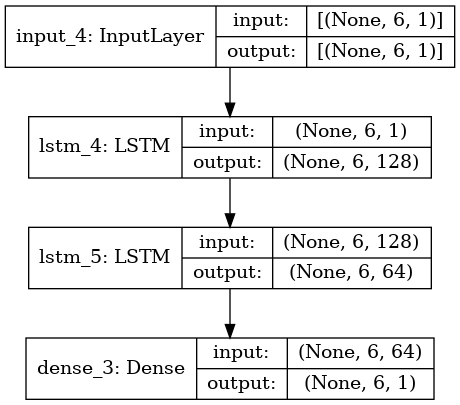 input_4: InputLayer
input: [(None, 6, 1)]
output: [(None, 6, 1)]
lstm_4: LSTM
input: (None, 6, 1)
output: (None, 6, 128)
lstm_5: LSTM
input: (None, 6, 128)
output: (None, 6, 64)
dense_3: Dense
input: (None, 6, 64)
output: (None, 6, 1)